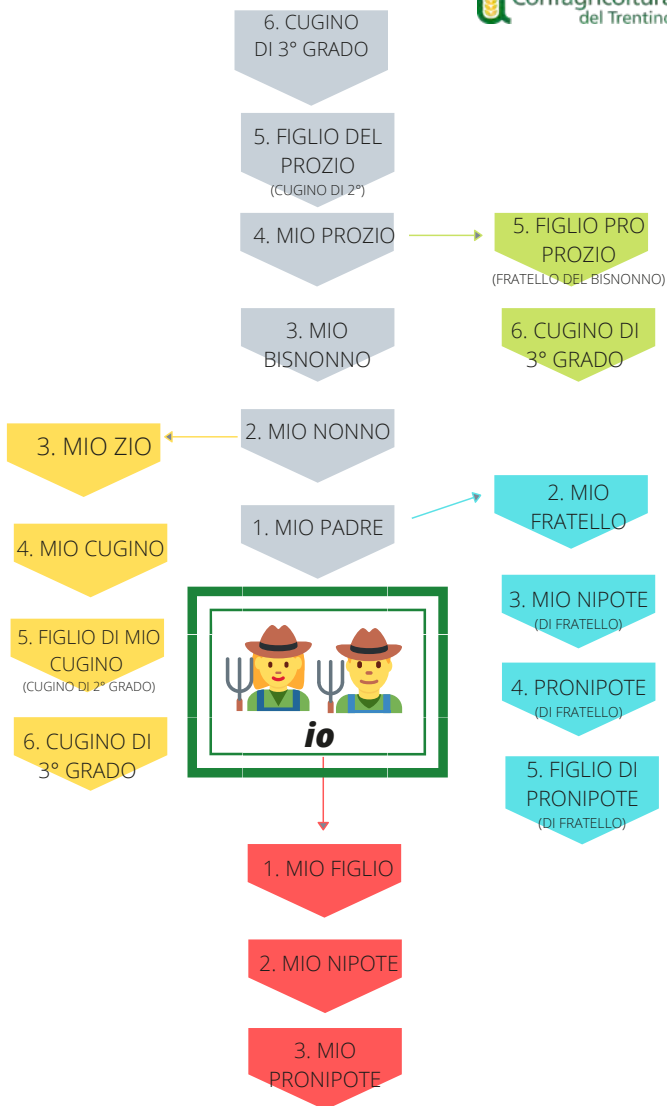 Confagricoltura
del Trentino
6. CUGINO
DI 3° GRADO
5. FIGLIO DEL
PROZIO
(CUGINO DI 2°)
4. MIO PROZIO
5. FIGLIO PRO
PROZIO
(FRATELLO DEL BISNONNO)
3. MIO
BISNONNO
6. CUGINO DI
3° GRADO
2. MIO NONNO
3. MIO ZIO
1. MIO PADRE
2. MIO
FRATELLO
4. MIO CUGINO
3. MIO NIPOTE
(DI FRATELLO)
5. FIGLIO DI MIO
CUGINO
(CUGINO DI 2° GRADO)
4. PRONIPOTE
(DI FRATELLO)
6. CUGINO DI
3° GRADO
io
5. FIGLIO DI
PRONIPOTE
(DI FRATELLO)
1. MIO FIGLIO
2. MIO NIPOTE
3. MIO
PRONIPOTE